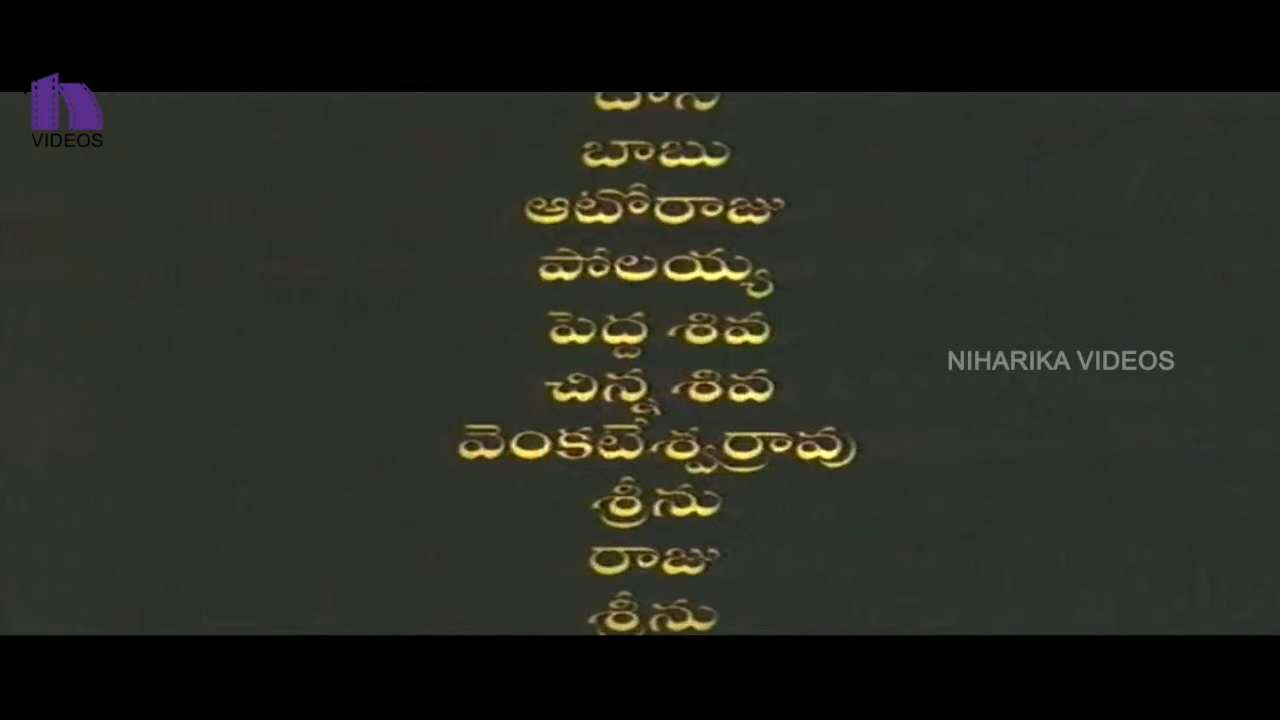 VIDEOS
బాబు
ఆటోరాజు
పోలయ్య
పెద్ద శివ
చిన్న శివ
NIHARIKA VIDEOS
వెంకటేశ్వర్రావు
శ్రీను
రాజు
శ్రీను